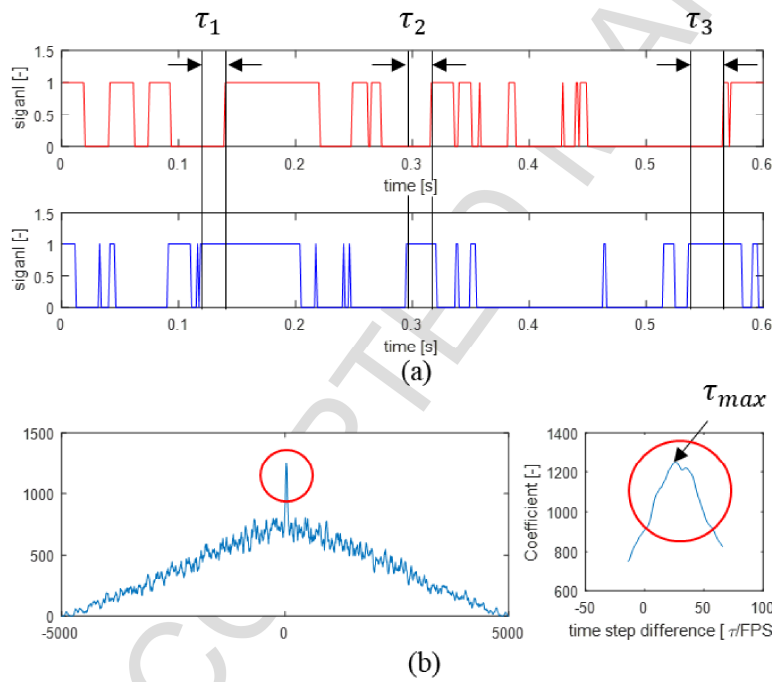 τ₁ τ₂ τ₃
1.5
1
0.5
0
siganl [-]
0 0.1 0.2 0.3 0.4 0.5 0.6
time [s]
1.5
1
0.5
0
siganl [-]
0 0.1 0.2 0.3 0.4 0.5 0.6
time [s]
(a)
τₘₐₓ
1500
1000
500
0
-5000 0 5000
1400
1200
1000
800
600
Coefficient [-]
-50 0 50 100
time step difference [ τ/FPS
(b)